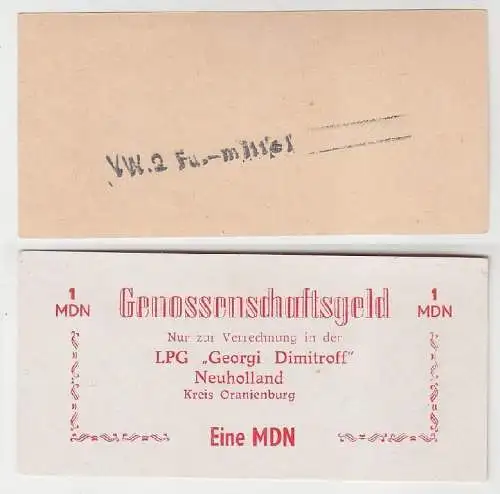 VW.2 Fu.-mittel
1 MDN Genossenschaftsgeld 1 MDN
Nur zur Verrechnung in der
LPG „Georgi Dimitroff"
Neuholland
Kreis Oranienburg
Eine MDN